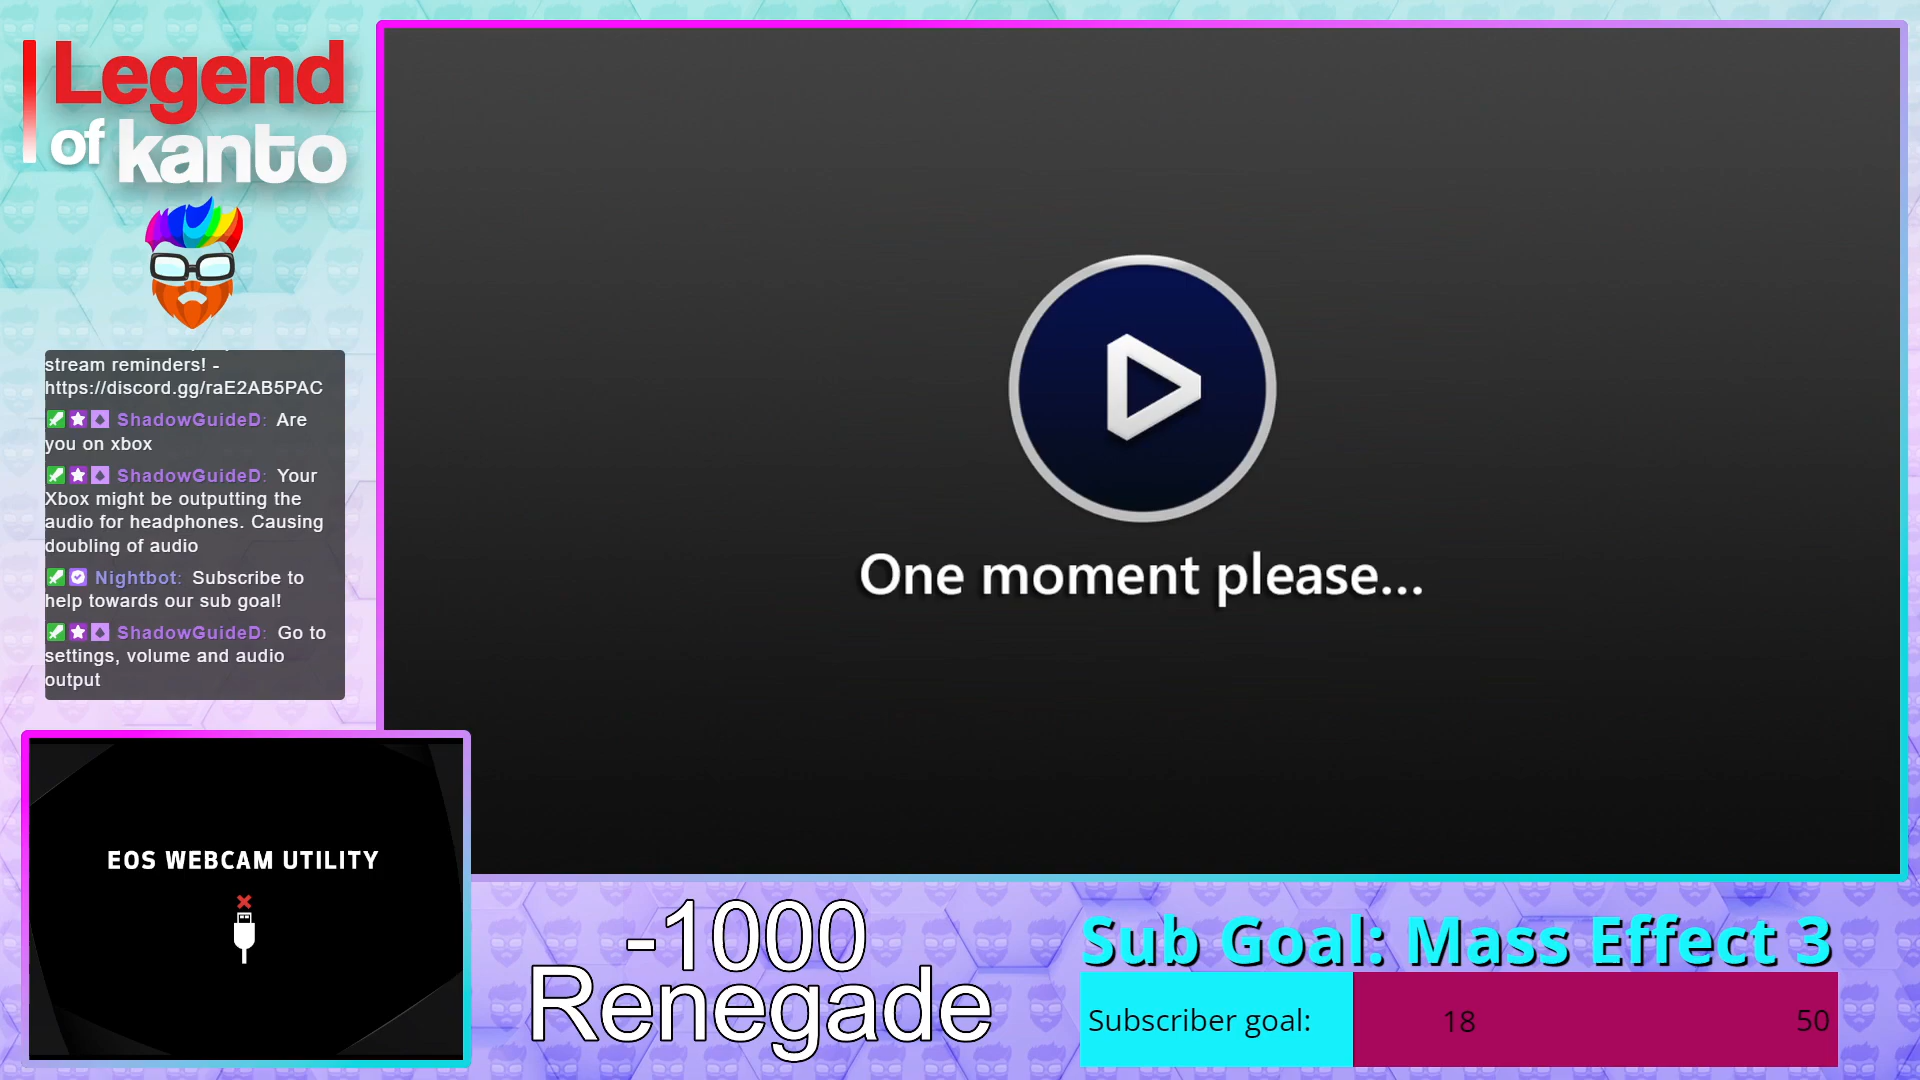 Legend
of kanto
stream reminders! -
https://discord.gg/raE2AB5PAC
ShadowGuideD: Are
you on xbox
ShadowGuideD: Your
Xbox might be outputting the
audio for headphones. Causing
doubling of audio
Nightbot: Subscribe to
help towards our sub goal!
ShadowGuideD: Go to
settings, volume and audio
output
One moment please...
EOS WEBCAM UTILITY
-1000
Renegade
Sub Goal: Mass Effect 3
Subscriber goal: 18 50